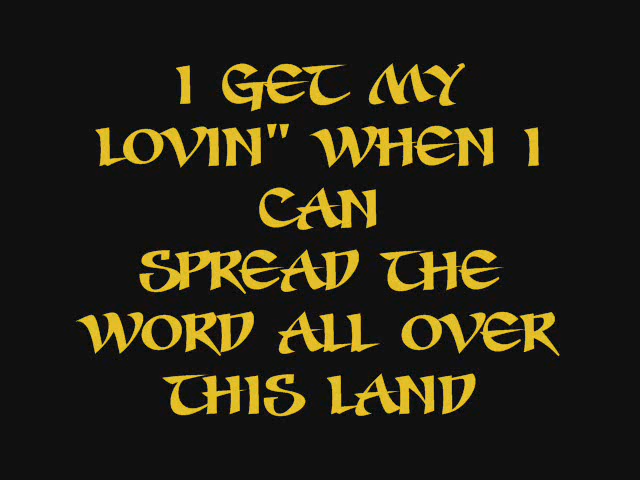 I GET MY
LOVIN" WHEN I
CAN
SPREAD THE
WORD ALL OVER
THIS LAND